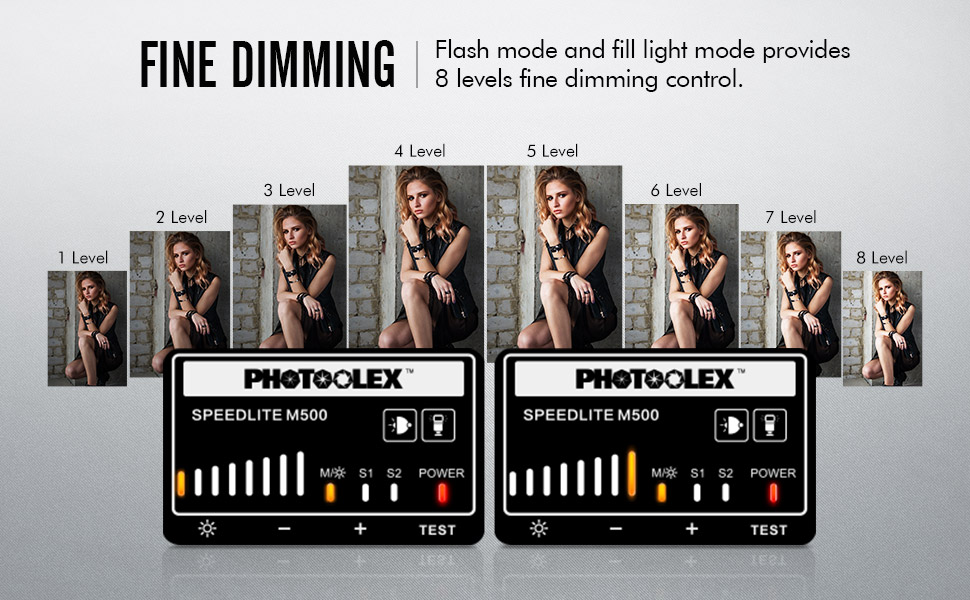 FINE DIMMING
Flash mode and fill light mode provides
8 levels fine dimming control.
1 Level
2 Level
3 Level
4 Level
5 Level
6 Level
7 Level
8 Level
PHOTOOLEX™
SPEEDLITE M500
M/☼ S1 S2 POWER
− + TEST
PHOTOOLEX™
SPEEDLITE M500
M/☼ S1 S2 POWER
− + TEST